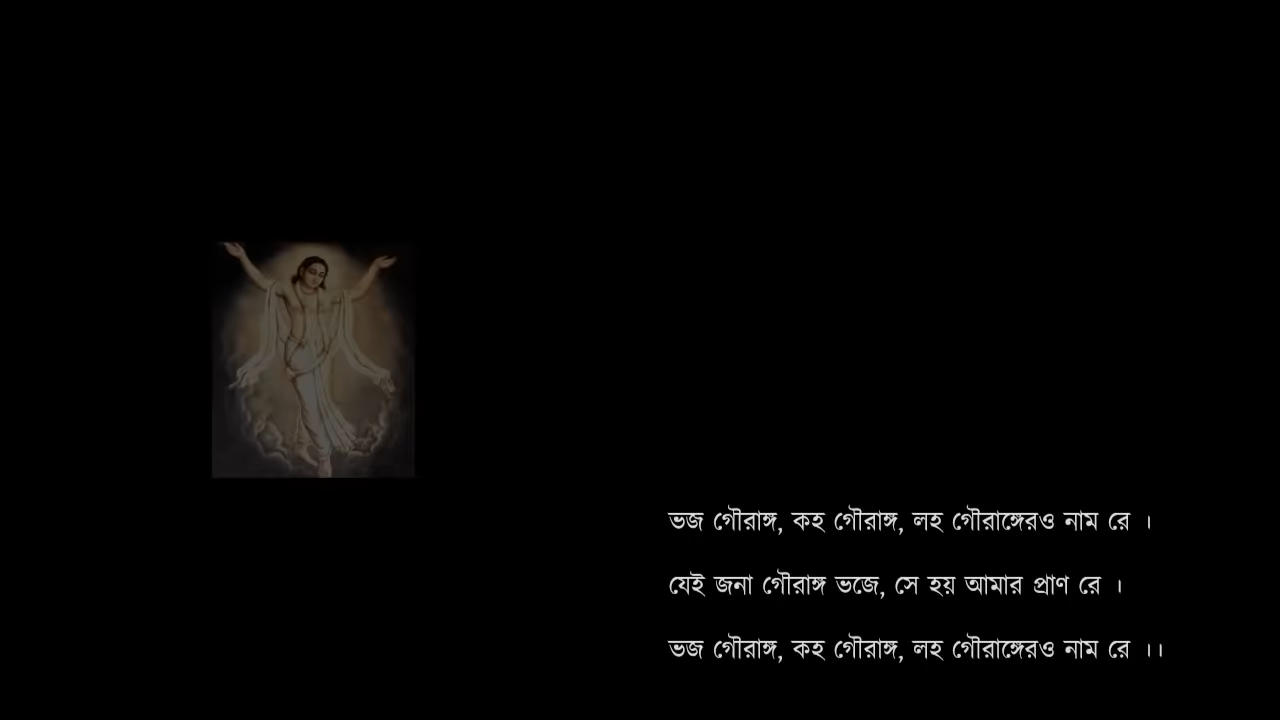 ভজ গৌরাঙ্গ, কহ গৌরাঙ্গ, লহ গৌরাঙ্গেরও নাম রে ।
যেই জনা গৌরাঙ্গ ভজে, সে হয় আমার প্রাণ রে ।
ভজ গৌরাঙ্গ, কহ গৌরাঙ্গ, লহ গৌরাঙ্গেরও নাম রে ।।